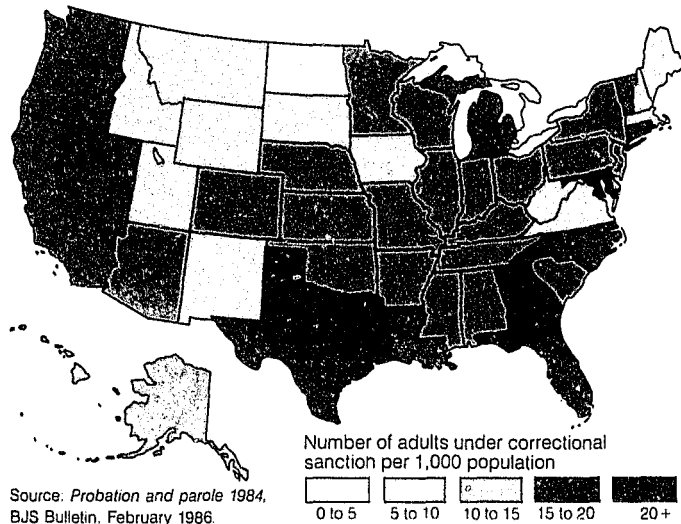 Number of adults under correctional
sanction per 1,000 population
0 to 5 5 to 10 10 to 15 15 to 20 20+
Source: Probation and parole 1984,
BJS Bulletin, February 1986.